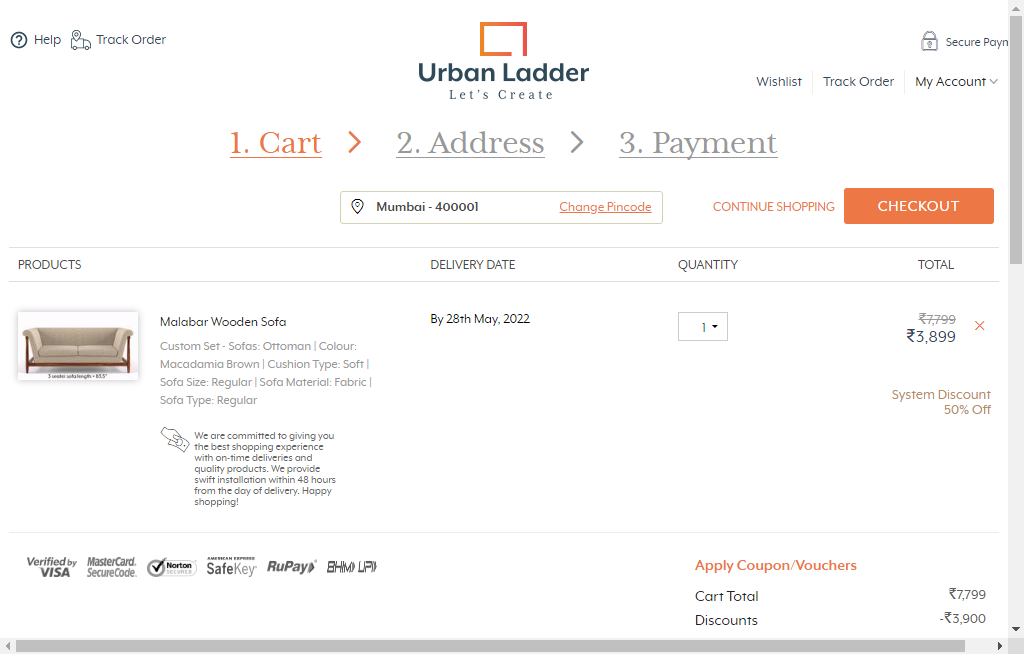 Help
Track Order
Urban Ladder
Let's Create
Secure Payn
Wishlist
Track Order
My Account
1. Cart
2. Address
3. Payment
Mumbai - 400001
Change Pincode
CONTINUE SHOPPING
CHECKOUT
PRODUCTS
DELIVERY DATE
QUANTITY
TOTAL
Malabar Wooden Sofa
Custom Set - Sofas: Ottoman | Colour:
Macadamia Brown | Cushion Type: Soft |
Sofa Size: Regular | Sofa Material: Fabric |
Sofa Type: Regular
3 seater sofa length = 83.5"
We are committed to giving you
the best shopping experience
with on-time deliveries and
quality products. We provide
swift installation within 48 hours
from the day of delivery. Happy
shopping!
By 28th May, 2022
1
₹7,799
₹3,899
System Discount
50% Off
Verified by
VISA
MasterCard.
SecureCode.
Norton
SECURED
AMERICAN EXPRESS
SafeKey
RuPay
BHIM UPI
Apply Coupon/Vouchers
Cart Total
₹7,799
Discounts
-₹3,900